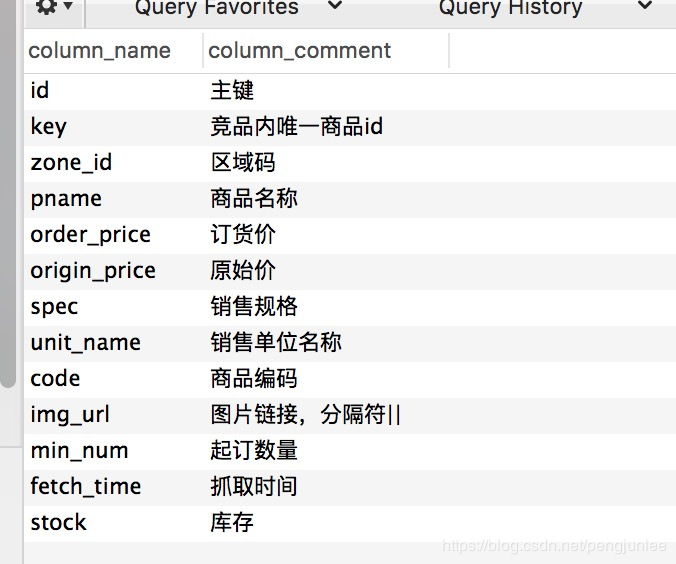 Query Favorites Query History
column_name column_comment
id 主键
key 竞品内唯一商品id
zone_id 区域码
pname 商品名称
order_price 订货价
origin_price 原始价
spec 销售规格
unit_name 销售单位名称
code 商品编码
img_url 图片链接，分隔符||
min_num 起订数量
fetch_time 抓取时间
stock 库存
https://blog.csdn.net/pengjunlee